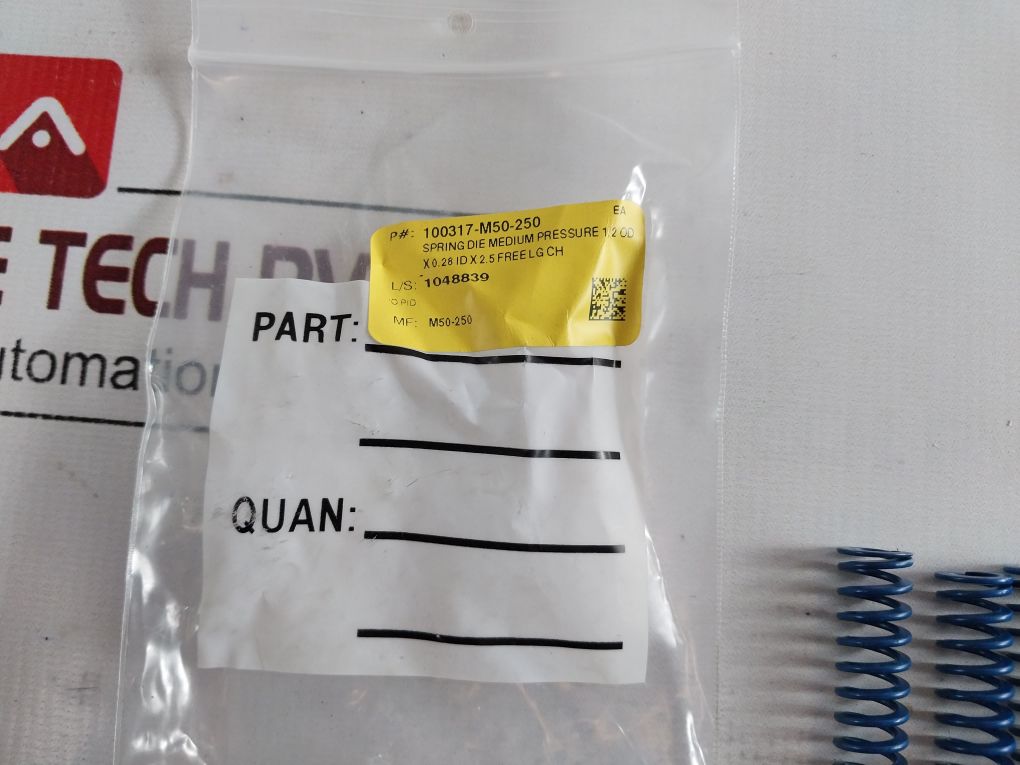 P#: 100317-M50-250 EA
SPRING DIE MEDIUM PRESSURE 1/2 OD
X 0.28 ID X 2.5 FREE LG CH
L/S: 1048839
MF: M50-250
PART:
QUAN:
E TECH PV
utomation